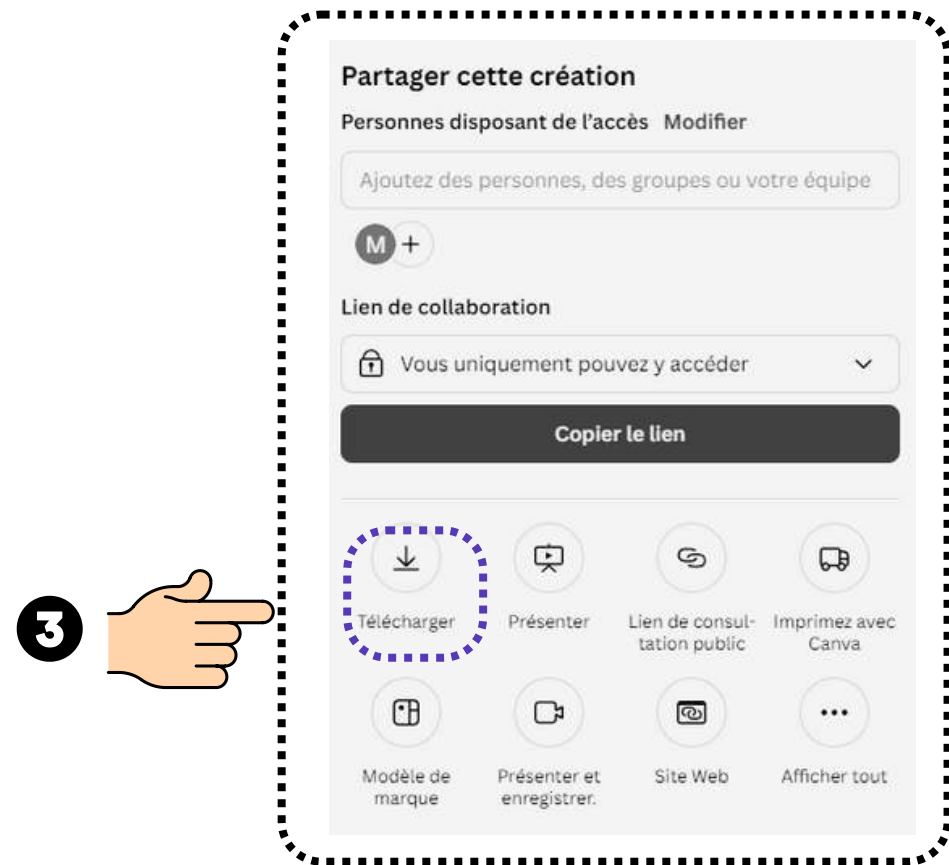 Partager cette création
Personnes disposant de l'accès Modifier
Ajoutez des personnes, des groupes ou votre équipe
M +
Lien de collaboration
Vous uniquement pouvez y accéder
Copier le lien
3
Télécharger
Présenter
Lien de consul-
tation public
Imprimez avec
Canva
Modèle de
marque
Présenter et
enregistrer.
Site Web
Afficher tout